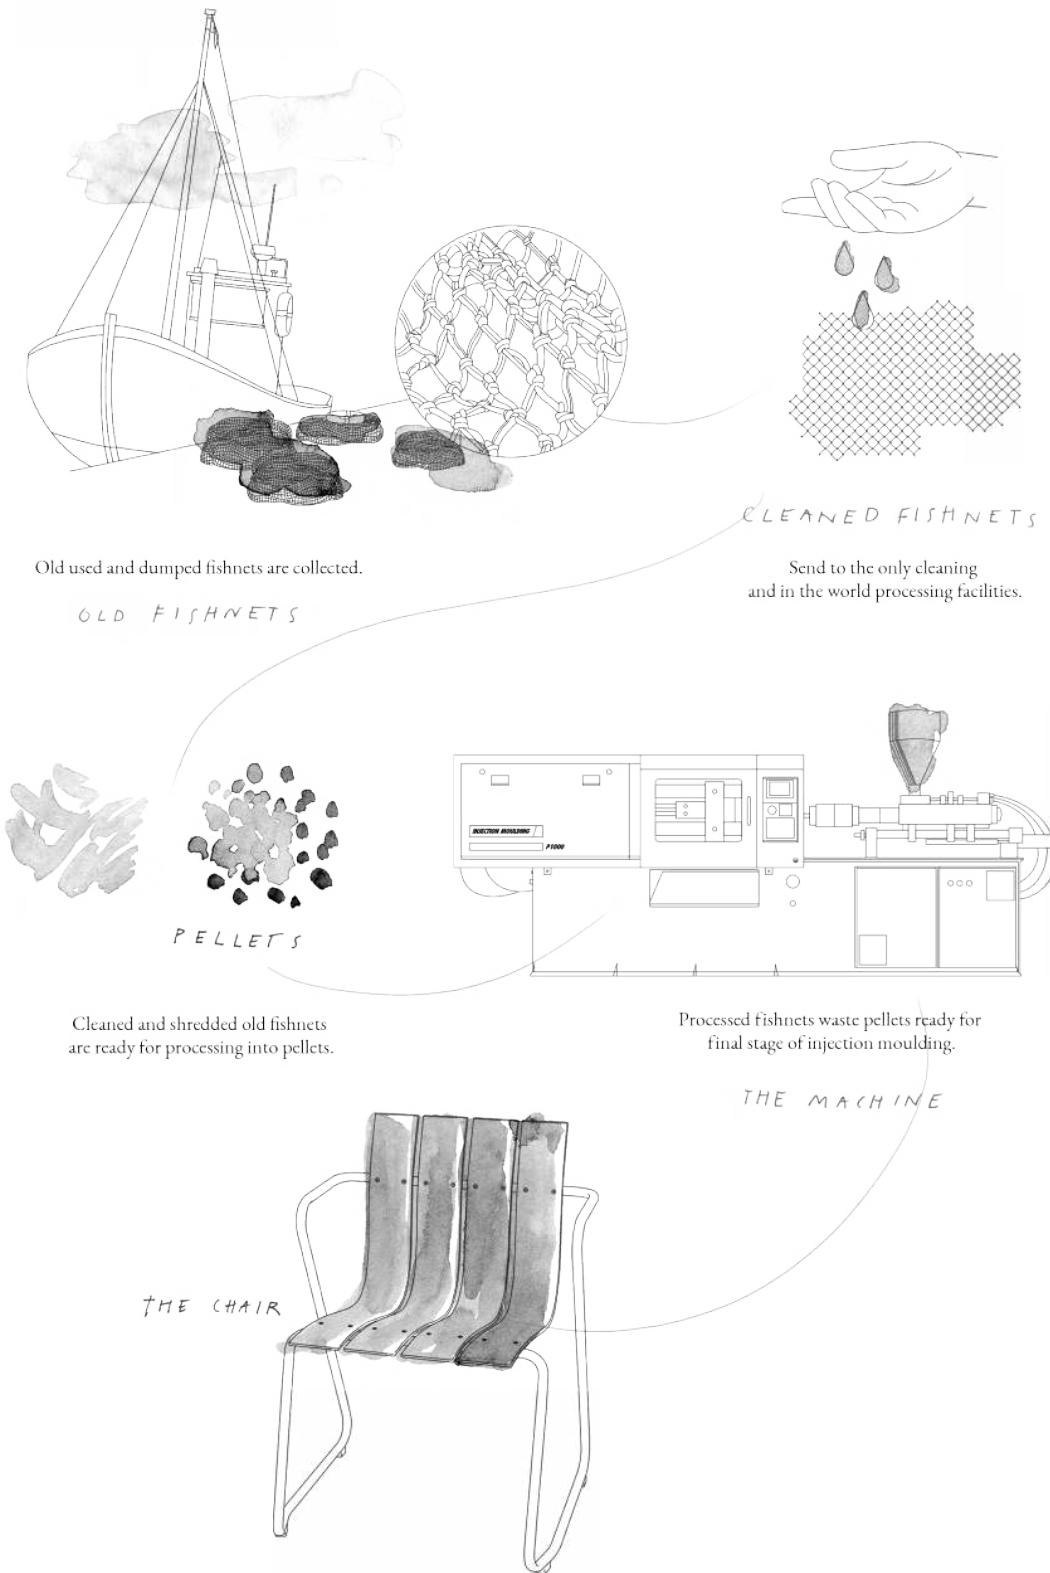 CLEANED FISHNETS
Old used and dumped fishnets are collected.
OLD FISHNETS
Send to the only cleaning
and in the world processing facilities.
INJECTION MOULDING
P1000
PELLETS
Cleaned and shredded old fishnets
are ready for processing into pellets.
Processed fishnets waste pellets ready for
final stage of injection moulding.
THE MACHINE
THE CHAIR